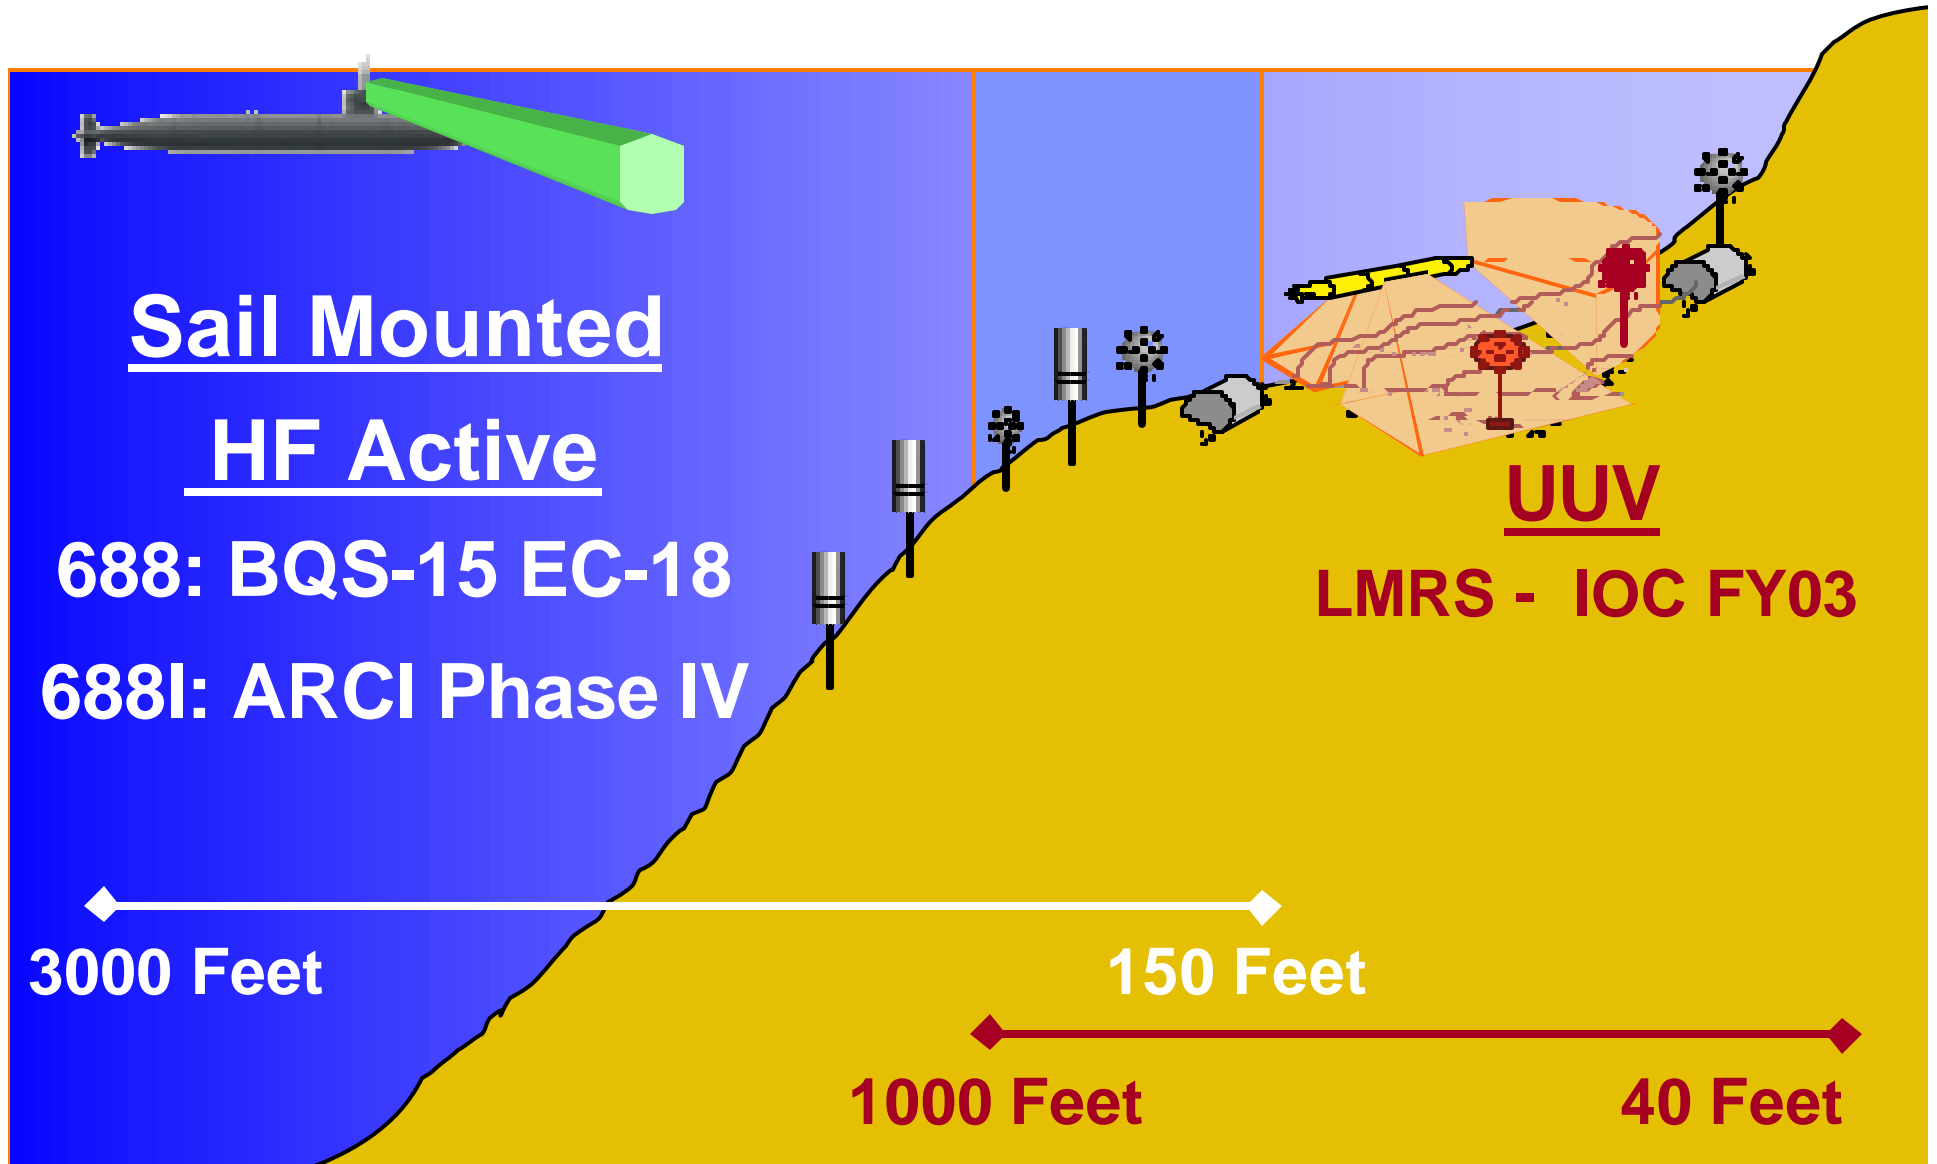 Sail Mounted
HF Active
688: BQS-15 EC-18
688I: ARCI Phase IV
UUV
LMRS - IOC FY03
3000 Feet
150 Feet
1000 Feet
40 Feet